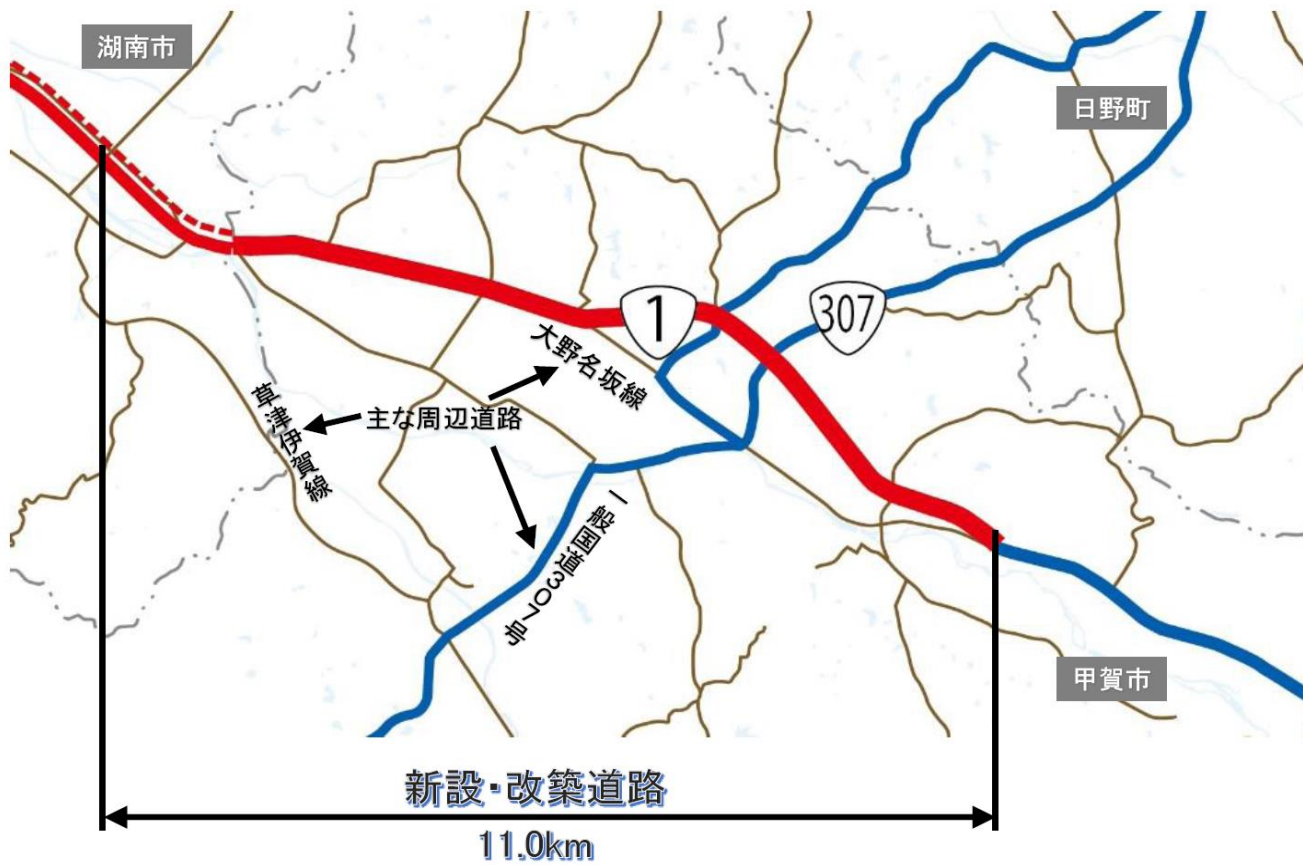 湖南市
日野町
1
307
大野名坂線
草津伊賀線
主な周辺道路
一般国道307号
甲賀市
新設・改築道路
11.0km